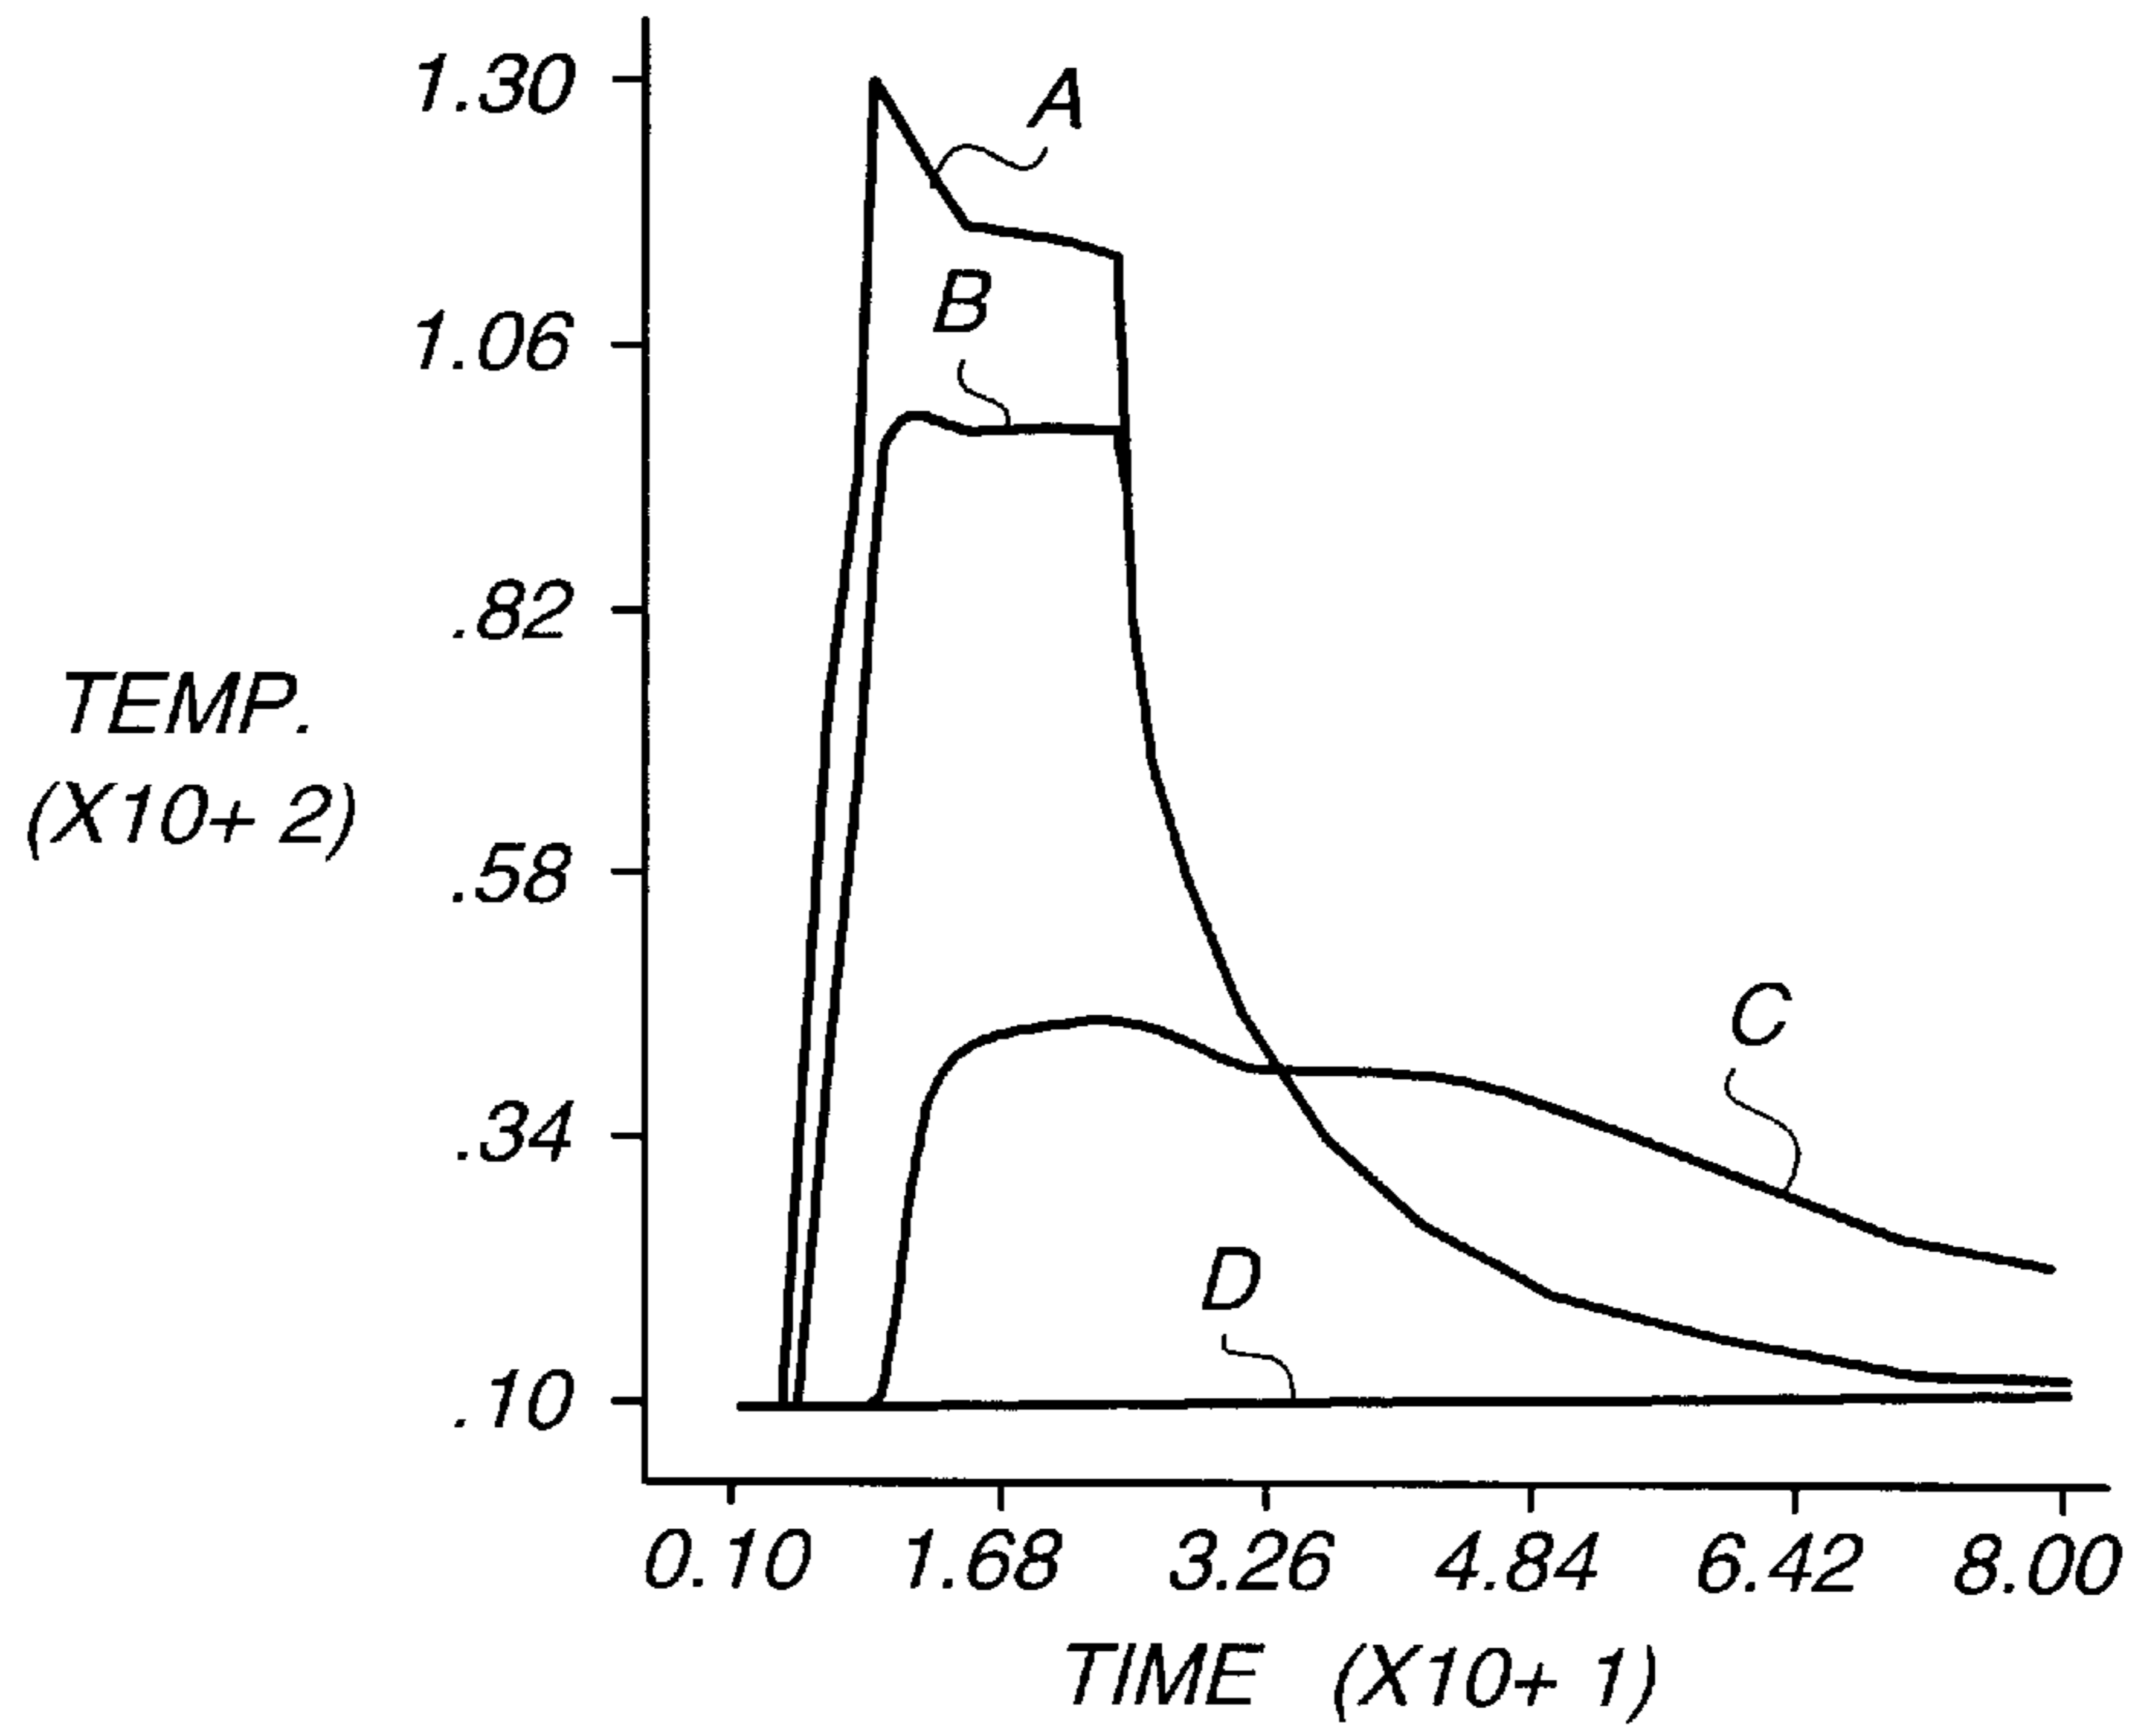 1.30
A
B
1.06
.82
TEMP.
(X10+ 2)
.58
C
.34
D
.10
0.10 1.68 3.26 4.84 6.42 8.00
TIME (X10+ 1)